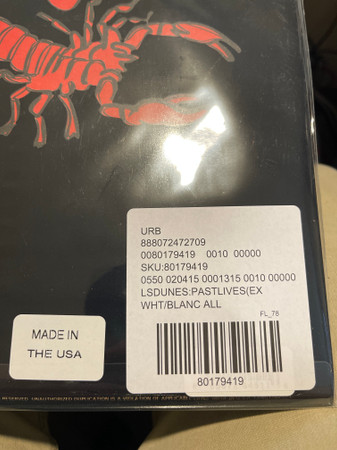 URB
888072472709
0080179419 0010 00000
SKU:80179419
0550 020415 0001315 0010 00000
LSDUNES:PASTLIVES(EX
WHT/BLANC ALL
FL_78
80179419
MADE IN
THE USA